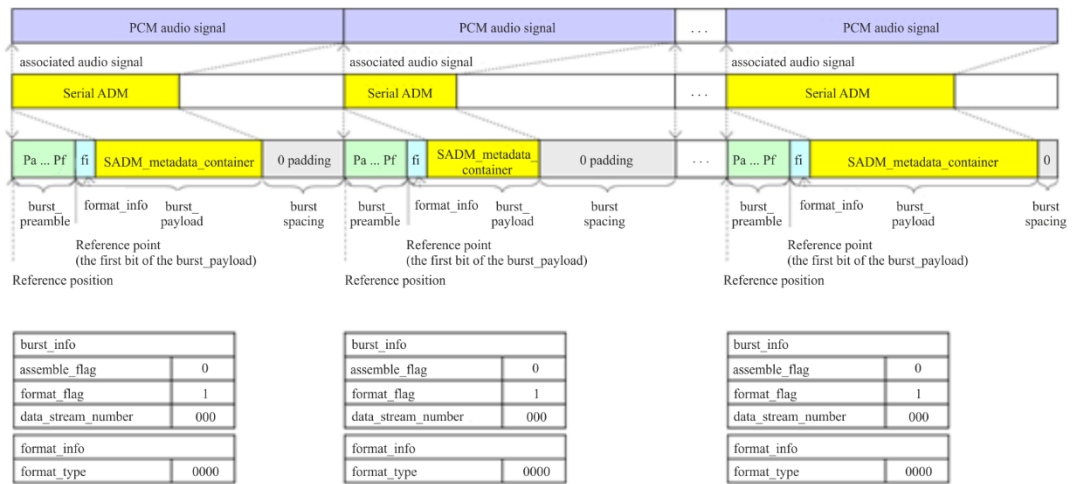 PCM audio signal PCM audio signal . . . PCM audio signal
associated audio signal associated audio signal associated audio signal
Serial ADM Serial ADM . . . Serial ADM
Pa ... Pf fi SADM_metadata_container 0 padding Pa ... Pf fi SADM_metadata_ 0 padding . . . Pa ... Pf fi SADM_metadata_container 0
container
burst_ format_info burst_ burst burst_ format_info burst_ burst burst_ format_info burst_ burst
preamble payload spacing preamble payload spacing preamble payload spacing
Reference point Reference point Reference point
(the first bit of the burst_payload) (the first bit of the burst_payload) (the first bit of the burst_payload)
Reference position Reference position Reference position
burst_info burst_info burst_info
assemble_flag 0 assemble_flag 0 assemble_flag 0
format_flag 1 format_flag 1 format_flag 1
data_stream_number 000 data_stream_number 000 data_stream_number 000
format_info format_info format_info
format_type 0000 format_type 0000 format_type 0000